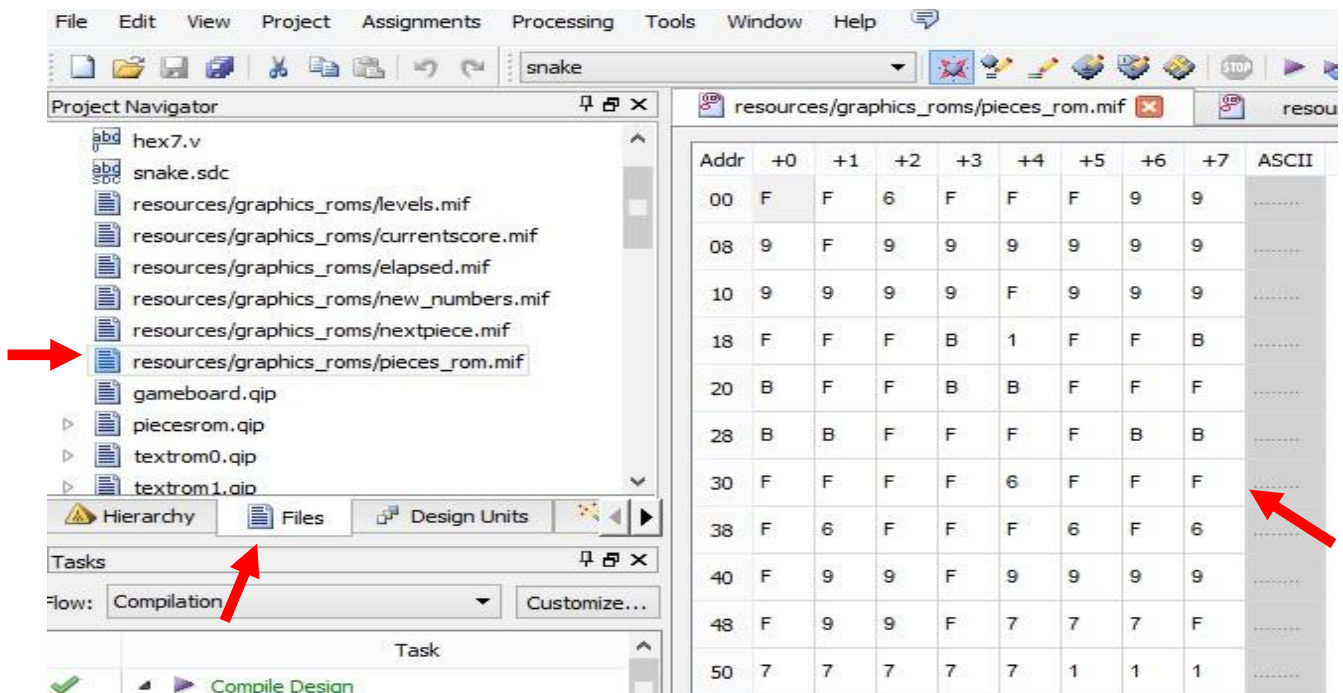 File Edit View Project Assignments Processing Tools Window Help
snake
STOP
Project Navigator
hex7.v
snake.sdc
resources/graphics_roms/levels.mif
resources/graphics_roms/currentscore.mif
resources/graphics_roms/elapsed.mif
resources/graphics_roms/new_numbers.mif
resources/graphics_roms/nextpiece.mif
resources/graphics_roms/pieces_rom.mif
gameboard.qip
piecesrom.qip
textrom0.qip
textrom1.qip
Hierarchy Files Design Units
Tasks
Flow: Compilation Customize...
Task
Compile Design
resources/graphics_roms/pieces_rom.mif resou
Addr +0 +1 +2 +3 +4 +5 +6 +7 ASCII
00 F F 6 F F F 9 9 ........
08 9 F 9 9 9 9 9 9 ........
10 9 9 9 9 F 9 9 9 ........
18 F F F B 1 F F B ........
20 B F F B B F F F ........
28 B B F F F F B B ........
30 F F F F 6 F F F ........
38 F 6 F F F 6 F 6 ........
40 F 9 9 F 9 9 9 9 ........
48 F 9 9 F 7 7 7 F ........
50 7 7 7 7 7 1 1 1 ........